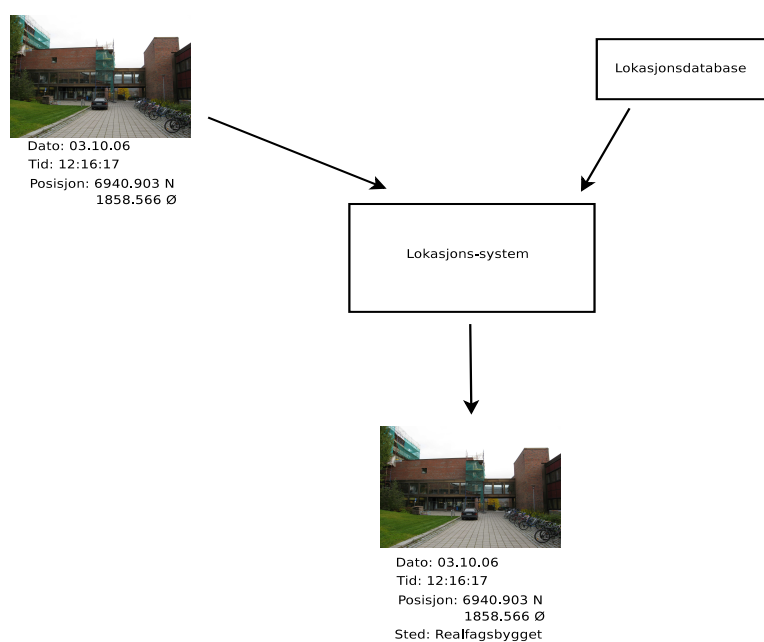 Lokasjonsdatabase
Dato: 03.10.06
Tid: 12:16:17
Posisjon: 6940.903 N
1858.566 Ø
Lokasjons-system
Dato: 03.10.06
Tid: 12:16:17
Posisjon: 6940.903 N
1858.566 Ø
Sted: Realfagsbygget